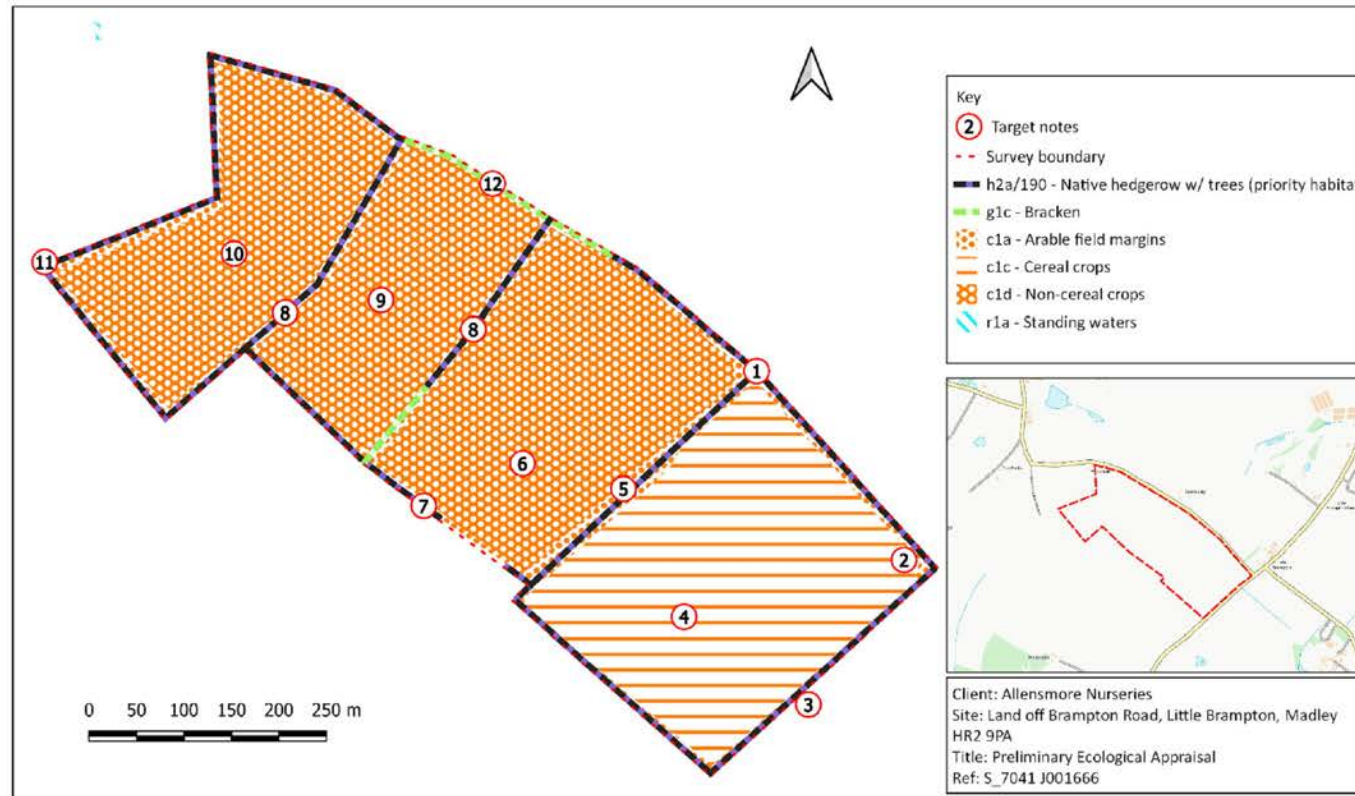 12
10
11
9
8
8
1
6
5
7
2
4
3
0 50 100 150 200 250 m
Key
2 Target notes
Survey boundary
h2a/190 - Native hedgerow w/ trees (priority habita
g1c - Bracken
c1a - Arable field margins
c1c - Cereal crops
c1d - Non-cereal crops
r1a - Standing waters
Client: Allensmore Nurseries
Site: Land off Brampton Road, Little Brampton, Madley
HR2 9PA
Title: Preliminary Ecological Appraisal
Ref: S_7041 J001666